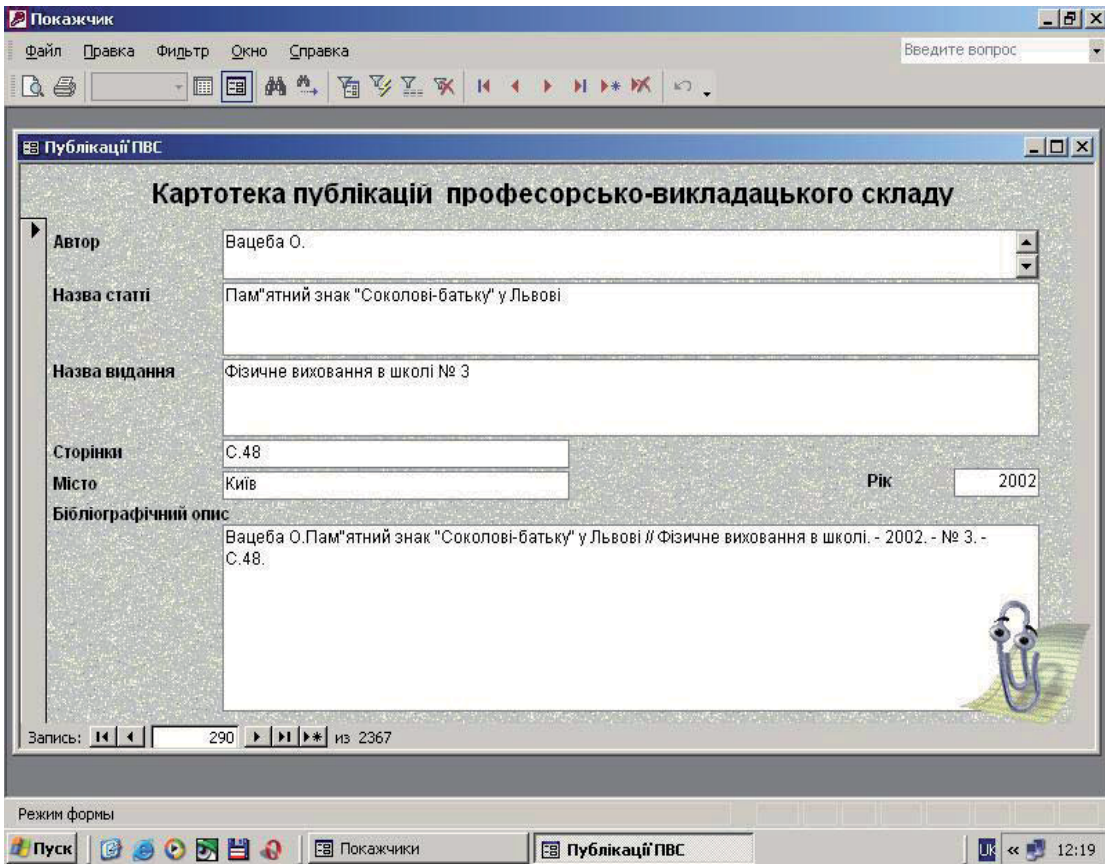 Покажчик
Файл Правка Фильтр Окно Справка
Введите вопрос
Публікації ПВС
Картотека публікацій професорсько-викладацького складу
Автор Вацеба О.
Назва статті Пам"ятний знак "Соколові-батьку" у Львові
Назва видання Фізичне виховання в школі № 3
Сторінки С.48
Місто Київ Рік 2002
Бібліографічний опис
Вацеба О.Пам"ятний знак "Соколові-батьку" у Львові // Фізичне виховання в школі. - 2002. - № 3. -
С.48.
Запись: 290 из 2367
Режим формы
Пуск Покажчики Публікації ПВС Uk « 12:19